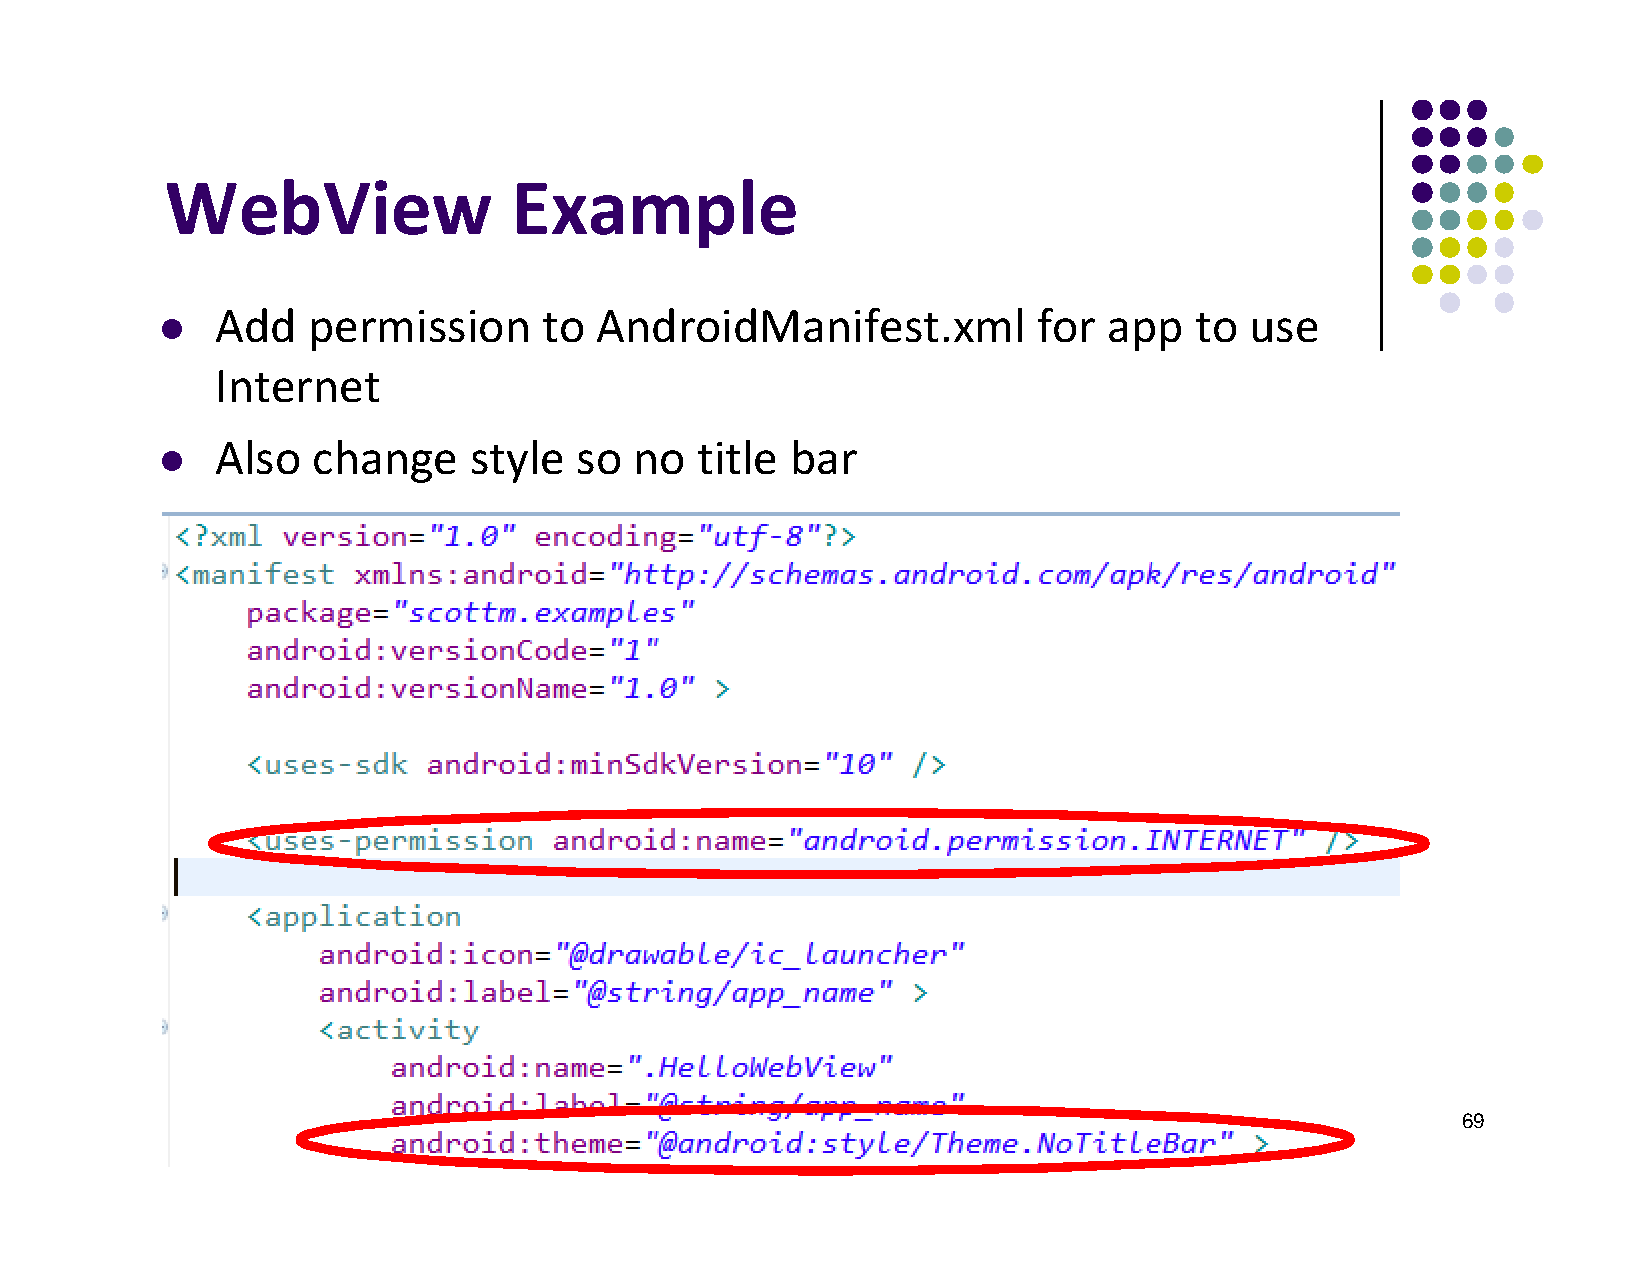 WebView Example
Add permission to AndroidManifest.xml for app to use
Internet
Also change style so no title bar
<?xml version="1.0" encoding="utf-8"?>
<manifest xmlns:android="http://schemas.android.com/apk/res/android"
package="scottm.examples"
android:versionCode="1"
android:versionName="1.0" >
<uses-sdk android:minSdkVersion="10" />
<uses-permission android:name="android.permission.INTERNET" />
<application
android:icon="@drawable/ic_launcher"
android:label="@string/app_name" >
<activity
android:name=".HelloWebView"
android:label="@string/app_name"
android:theme="@android:style/Theme.NoTitleBar" >
69